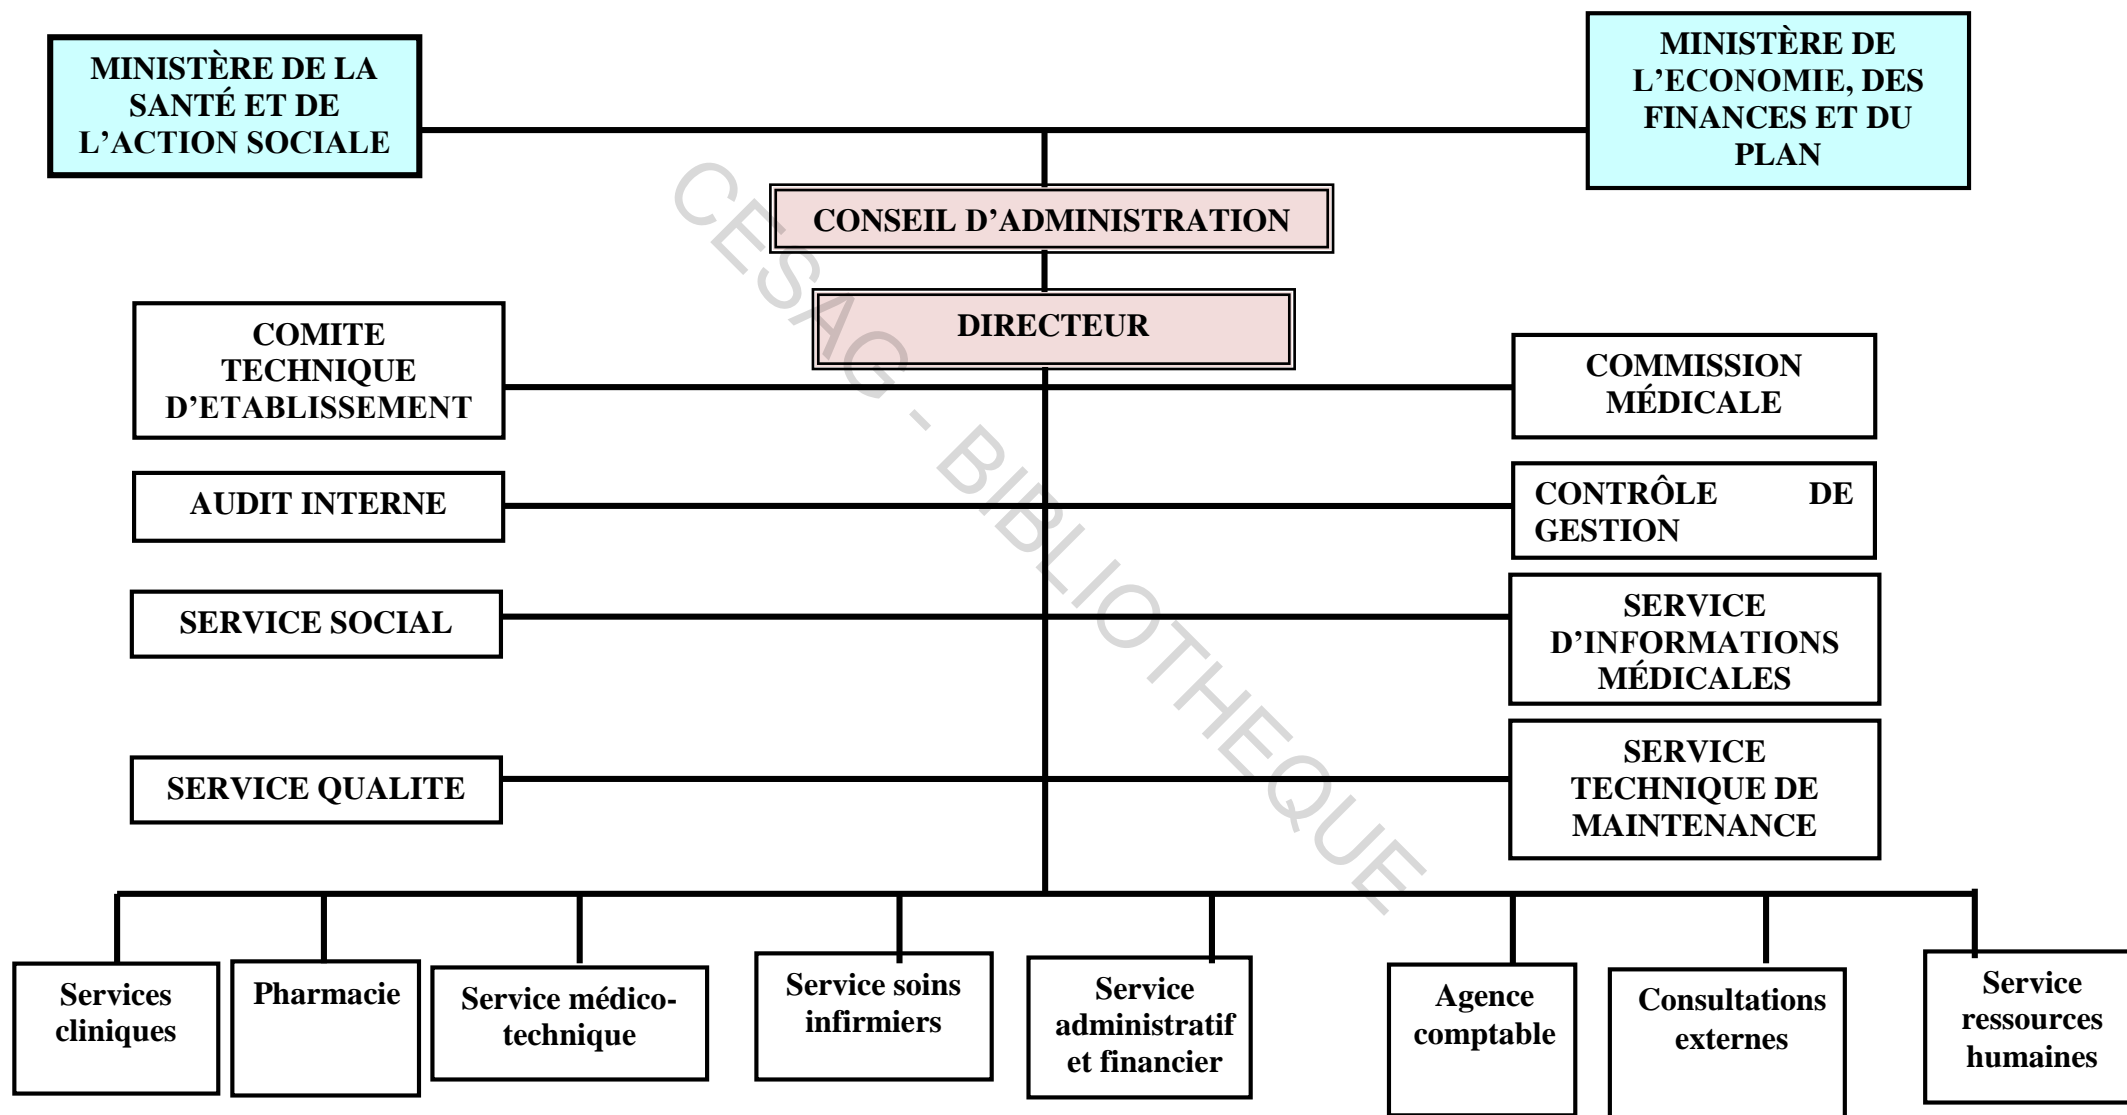 MINISTÈRE DE LA
SANTÉ ET DE
L’ACTION SOCIALE
MINISTÈRE DE
L’ECONOMIE, DES
FINANCES ET DU
PLAN
CONSEIL D’ADMINISTRATION
DIRECTEUR
COMITE
TECHNIQUE
D’ETABLISSEMENT
COMMISSION
MÉDICALE
AUDIT INTERNE
CONTRÔLE DE
GESTION
SERVICE SOCIAL
SERVICE
D’INFORMATIONS
MÉDICALES
SERVICE QUALITE
SERVICE
TECHNIQUE DE
MAINTENANCE
Services
cliniques
Pharmacie
Service médico-
technique
Service soins
infirmiers
Service
administratif
et financier
Agence
comptable
Consultations
externes
Service
ressources
humaines
CESAG - BIBLIOTHEQUE